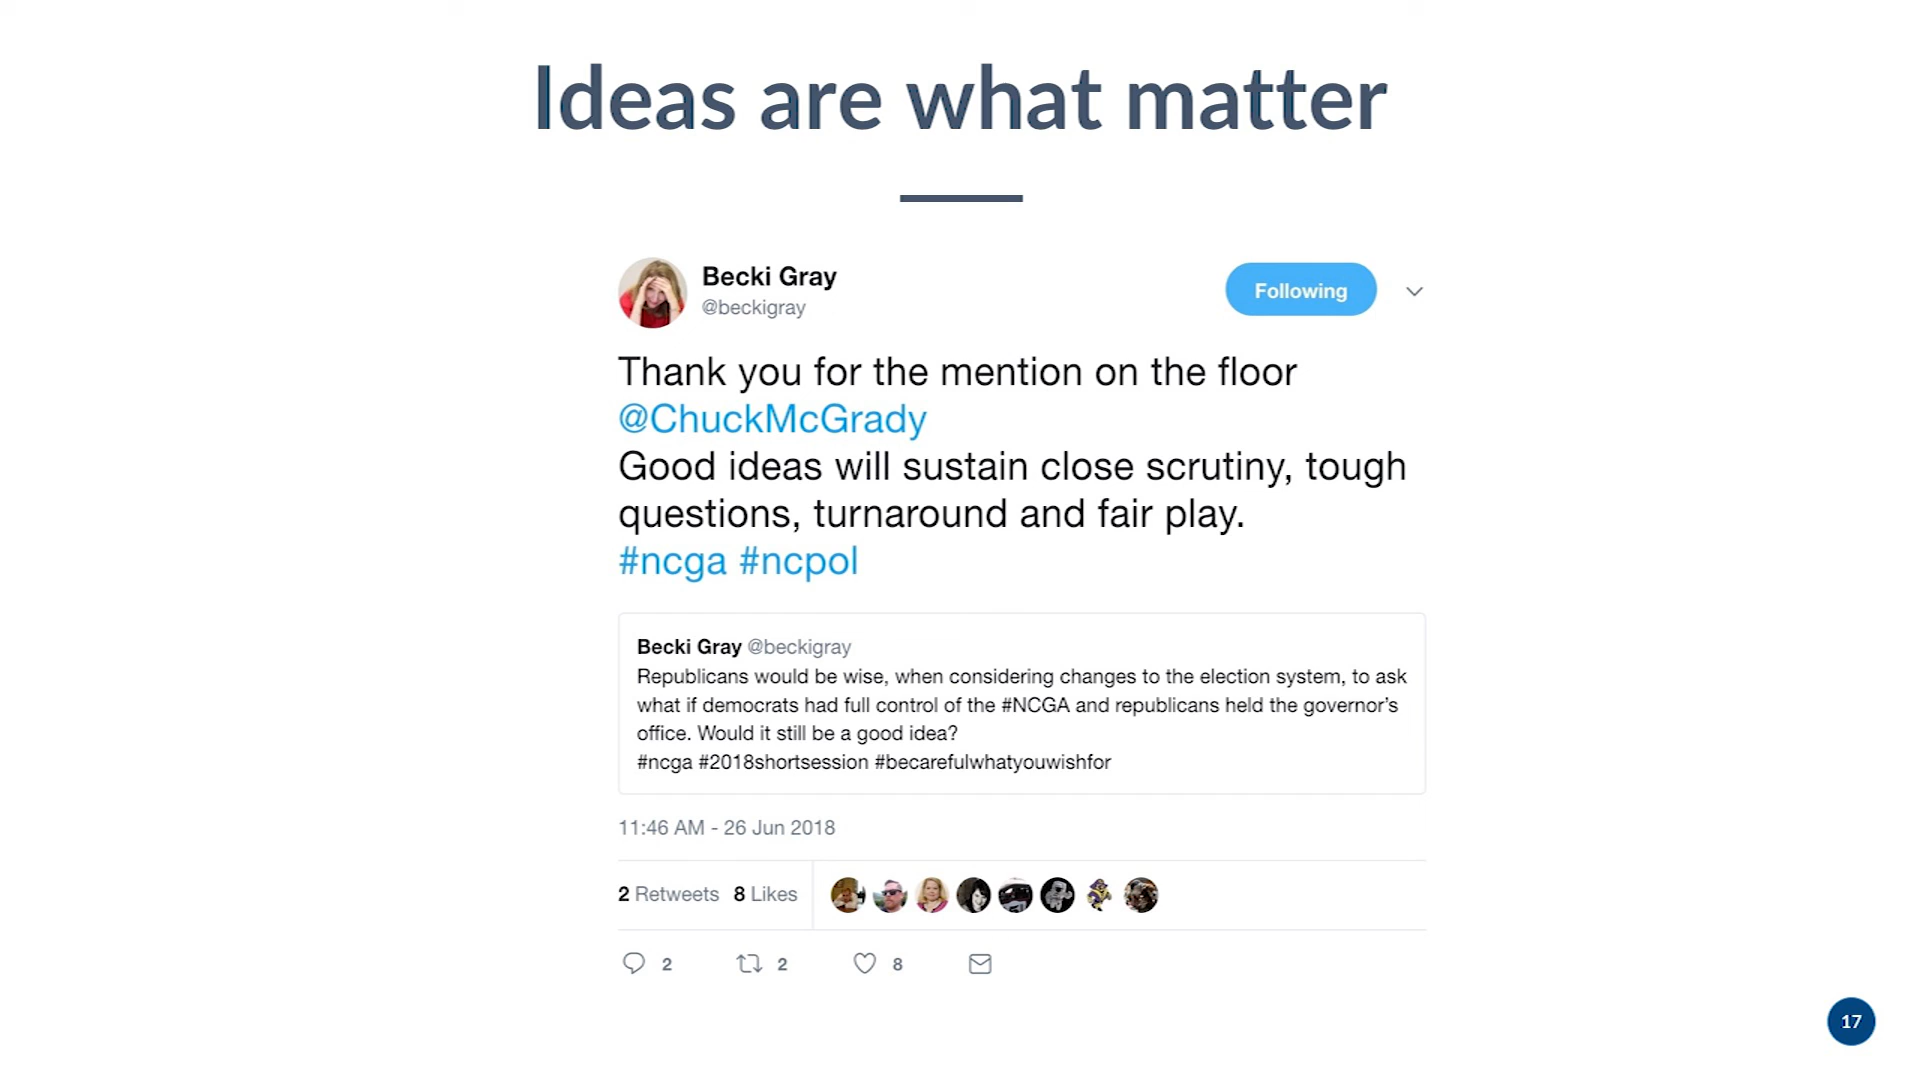 Ideas are what matter
Becki Gray
@beckigray
Following
Thank you for the mention on the floor
@ChuckMcGrady
Good ideas will sustain close scrutiny, tough
questions, turnaround and fair play.
#ncga #ncpol
Becki Gray @beckigray
Republicans would be wise, when considering changes to the election system, to ask
what if democrats had full control of the #NCGA and republicans held the governor's
office. Would it still be a good idea?
#ncga #2018shortsession #becarefulwhatyouwishfor
11:46 AM - 26 Jun 2018
2 Retweets 8 Likes
2 2 8
17